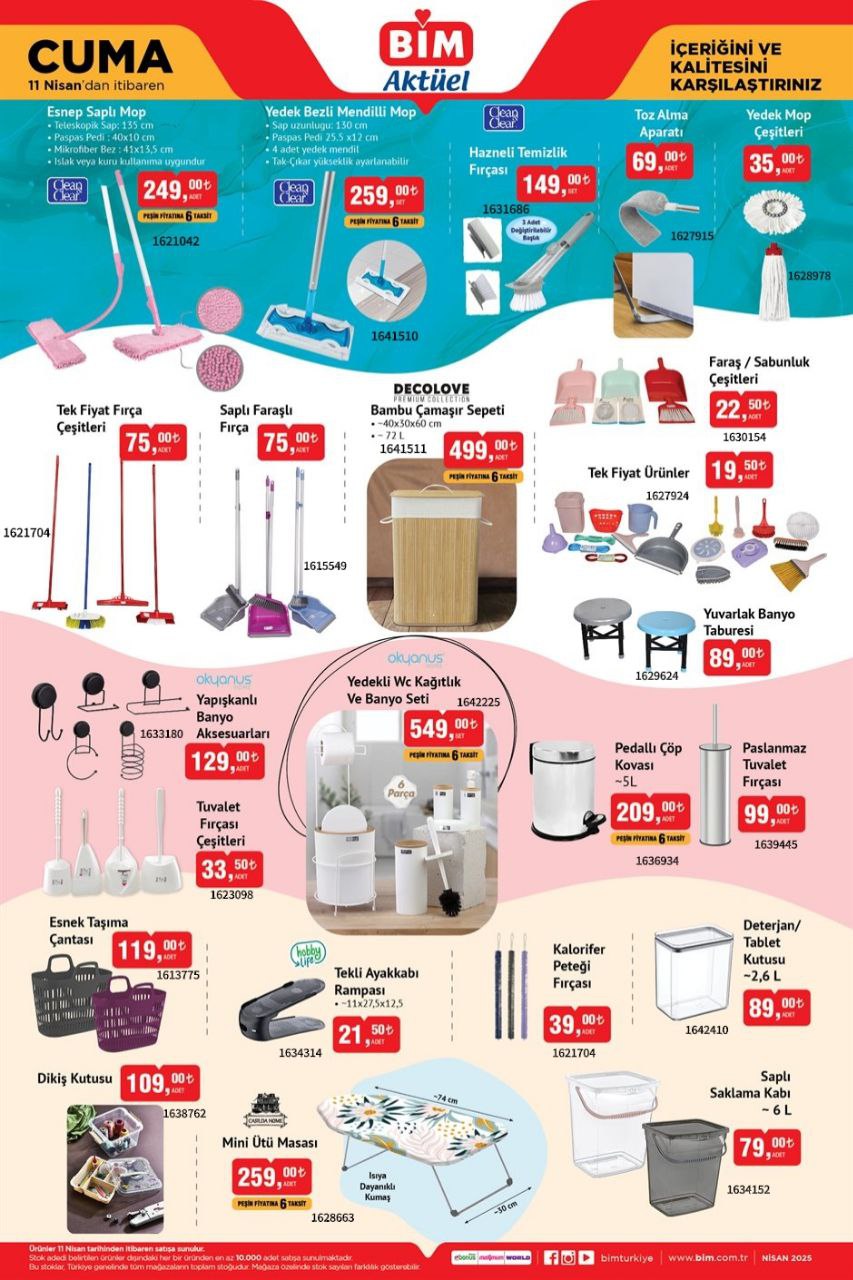 CUMA
11 Nisan'dan itibaren
BİM
Aktüel
İÇERİĞİNİ VE
KALİTESİNİ
KARŞILAŞTIRINIZ
Esnep Saplı Mop
• Teleskopik Sap: 135 cm
• Paspas Pedi : 40x10 cm
• Mikrofiber Bez : 41x13,5 cm
• Islak veya kuru kullanıma uygundur
Clean Clear
249,00₺
ADET
PEŞİN FİYATINA 6 TAKSİT
1621042
Yedek Bezli Mendilli Mop
• Sap uzunlugu: 130 cm
• Paspas Pedi 25.5 x12 cm
• 4 adet yedek mendil
• Tak-Çıkar yükseklik ayarlanabilir
Clean Clear
259,00₺
SET
PEŞİN FİYATINA 6 TAKSİT
1641510
Clean Clear
Hazneli Temizlik
Fırçası
149,00₺
SET
1631686
3 Adet
Değiştirilebilir
Başlık
Toz Alma
Aparatı
69,00₺
ADET
1627915
Yedek Mop
Çeşitleri
35,00₺
ADET
1628978
Tek Fiyat Fırça
Çeşitleri
75,00₺
ADET
1621704
Saplı Faraşlı
Fırça
75,00₺
ADET
1615549
DECOLOVE
PREMIUM COLLECTION
Bambu Çamaşır Sepeti
• ~40x30x60 cm
• ~ 72 L
1641511
499,00₺
ADET
PEŞİN FİYATINA 6 TAKSİT
Faraş / Sabunluk
Çeşitleri
22,50₺
ADET
1630154
Tek Fiyat Ürünler
19,50₺
ADET
1627924
Yuvarlak Banyo
Taburesi
89,00₺
ADET
1629624
okyanus
HOME
Yapışkanlı
Banyo
Aksesuarları
1633180
129,00₺
ADET
okyanus
HOME
Yedekli Wc Kağıtlık
Ve Banyo Seti
1642225
549,00₺
ADET
PEŞİN FİYATINA 6 TAKSİT
6
Parça
Pedallı Çöp
Kovası
~5L
209,00₺
ADET
PEŞİN FİYATINA 6 TAKSİT
1636934
Paslanmaz
Tuvalet
Fırçası
99,00₺
ADET
1639445
Tuvalet
Fırçası
Çeşitleri
33,50₺
ADET
1623098
Esnek Taşıma
Çantası
119,00₺
ADET
1613775
hobby life
Tekli Ayakkabı
Rampası
• ~11x27,5x12,5
21,50₺
ADET
1634314
Kalorifer
Peteği
Fırçası
39,00₺
ADET
1621704
Deterjan/
Tablet
Kutusu
~2,6 L
89,00₺
ADET
1642410
Dikiş Kutusu
109,00₺
ADET
1638762
CASILDA HOME
Mini Ütü Masası
259,00₺
ADET
PEŞİN FİYATINA 6 TAKSİT
1628663
~74 cm
~30 cm
Isıya
Dayanıklı
Kumaş
Saplı
Saklama Kabı
~ 6 L
79,00₺
ADET
1634152
Ürünler 11 Nisan tarihinden itibaren satışa sunulur.
Stok adedi belirtilen ürünler dışındaki her bir üründen en az 10.000 adet satışa sunulmaktadır.
Bu stoklar, Türkiye genelinde tüm mağazaların toplam stoğudur. Mağaza özelinde stok sayıları farklılık gösterebilir.
bonus maximum WORLD
bimturkiye
www.bim.com.tr
NİSAN 2025